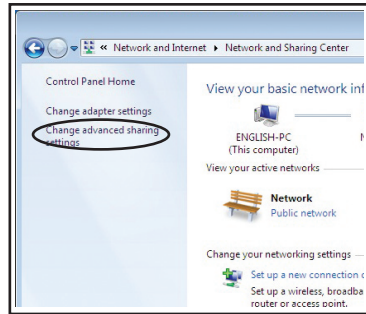 « Network and Internet ▸ Network and Sharing Center
Control Panel Home
Change adapter settings
Change advanced sharing
settings
View your basic network
ENGLISH-PC
(This computer)
View your active networks
Network
Public network
Change your networking settings
Set up a new connection
Set up a wireless,
router or access point.